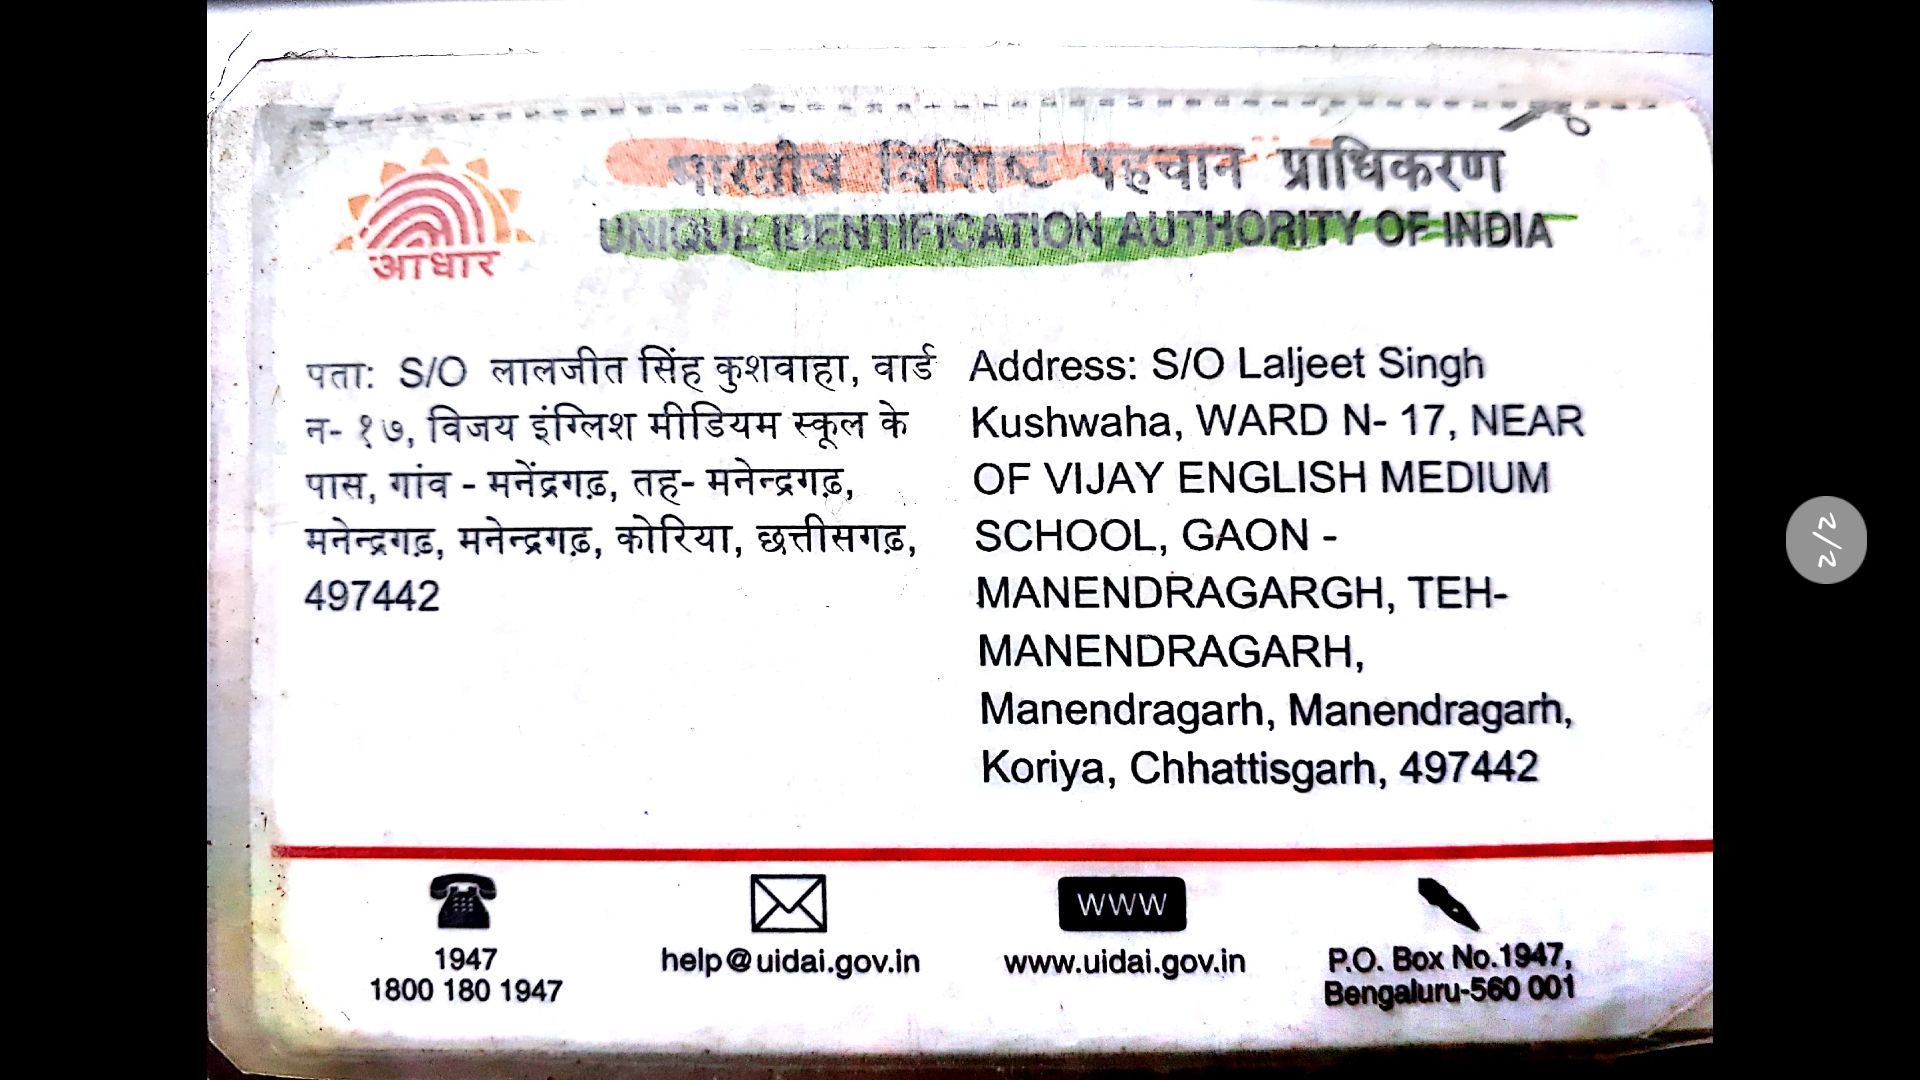 भारतीय विशिष्ट पहचान प्राधिकरण
UNIQUE IDENTIFICATION AUTHORITY OF INDIA
आधार
पता: S/O लालजीत सिंह कुशवाहा, वार्ड
न- १७, विजय इंग्लिश मीडियम स्कूल के
पास, गांव - मनेंद्रगढ़, तह- मनेन्द्रगढ़,
मनेन्द्रगढ़, मनेन्द्रगढ़, कोरिया, छत्तीसगढ़,
497442
Address: S/O Laljeet Singh
Kushwaha, WARD N- 17, NEAR
OF VIJAY ENGLISH MEDIUM
SCHOOL, GAON -
MANENDRAGARGH, TEH-
MANENDRAGARH,
Manendragarh, Manendragarh,
Koriya, Chhattisgarh, 497442
1947
1800 180 1947
help@uidai.gov.in
www
www.uidai.gov.in
P.O. Box No.1947,
Bengaluru-560 001
2/2